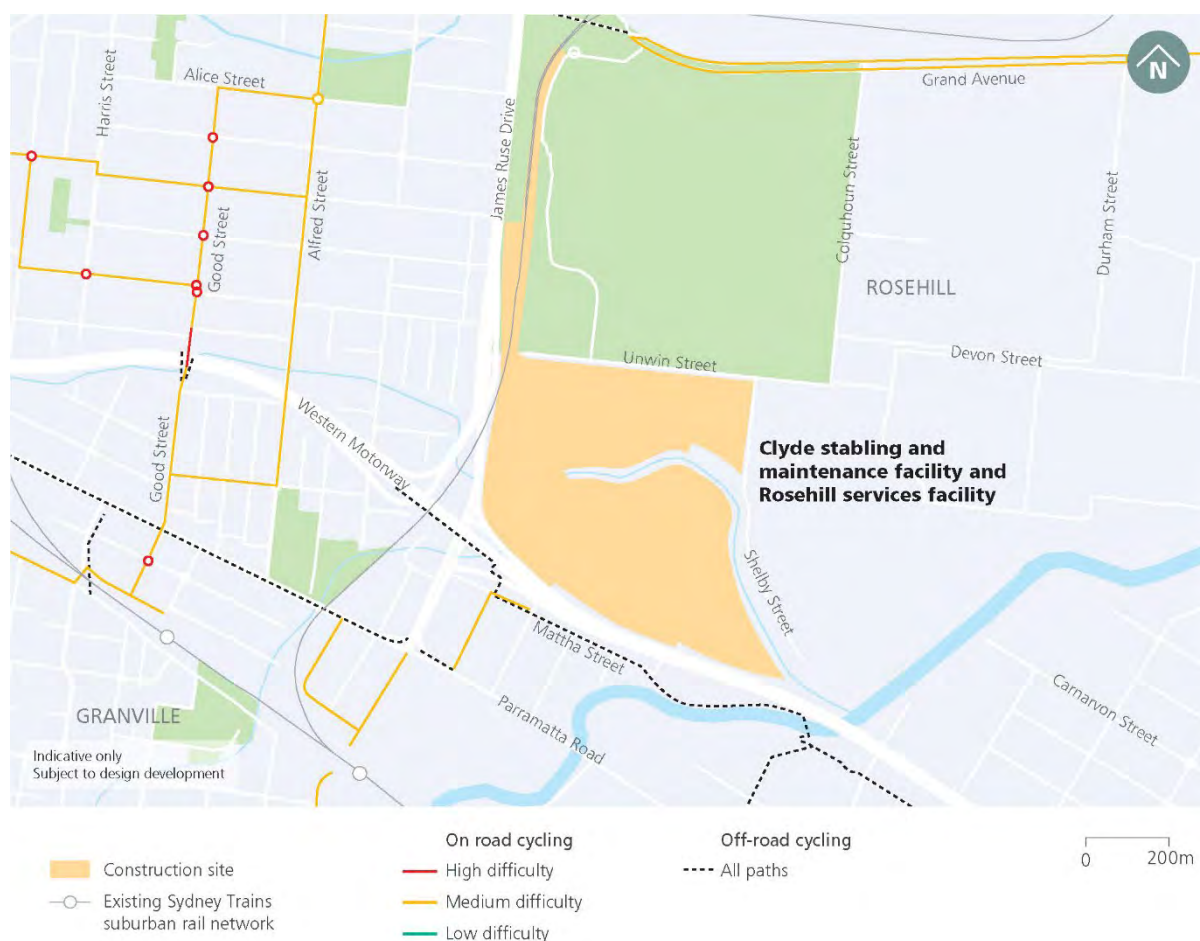 Alice Street
Harris Street
Good Street
Alfred Street
James Ruse Drive
N
Grand Avenue
Colquhoun Street
Durham Street
ROSEHILL
Unwin Street
Devon Street
Western Motorway
Good Street
Clyde stabling and
maintenance facility and
Rosehill services facility
Shelby Street
Mattha Street
Parramatta Road
Carnarvon Street
GRANVILLE
Indicative only
Subject to design development
Construction site
Existing Sydney Trains
suburban rail network
On road cycling
High difficulty
Medium difficulty
Low difficulty
Off-road cycling
All paths
0 200m